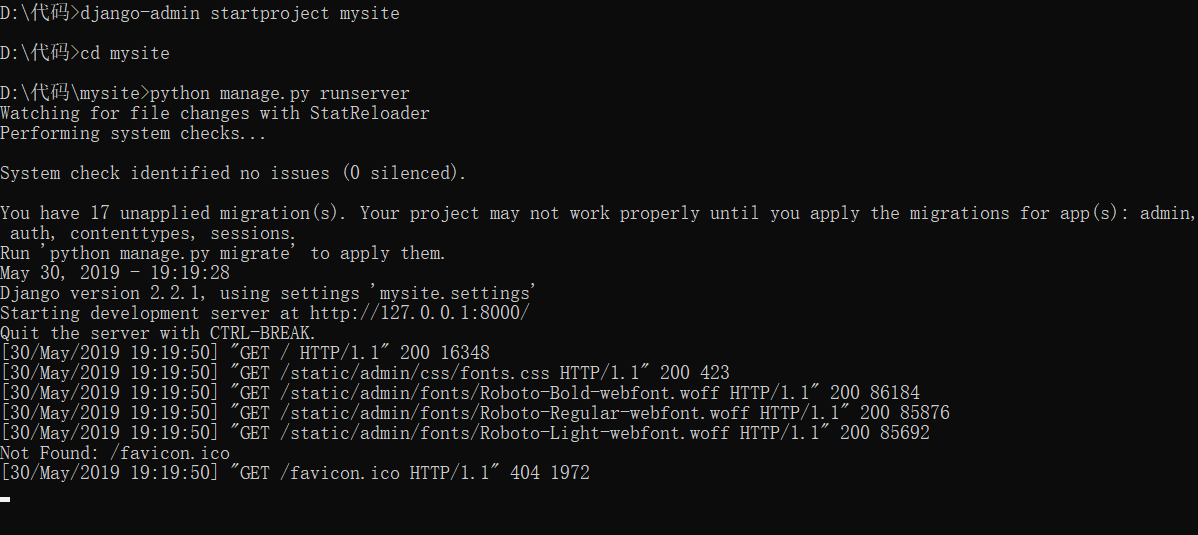 D:\代码>django-admin startproject mysite
D:\代码>cd mysite
D:\代码\mysite>python manage.py runserver
Watching for file changes with StatReloader
Performing system checks...
System check identified no issues (0 silenced).
You have 17 unapplied migration(s). Your project may not work properly until you apply the migrations for app(s): admin,
auth, contenttypes, sessions.
Run 'python manage.py migrate' to apply them.
May 30, 2019 - 19:19:28
Django version 2.2.1, using settings 'mysite.settings'
Starting development server at http://127.0.0.1:8000/
Quit the server with CTRL-BREAK.
[30/May/2019 19:19:50] "GET / HTTP/1.1" 200 16348
[30/May/2019 19:19:50] "GET /static/admin/css/fonts.css HTTP/1.1" 200 423
[30/May/2019 19:19:50] "GET /static/admin/fonts/Roboto-Bold-webfont.woff HTTP/1.1" 200 86184
[30/May/2019 19:19:50] "GET /static/admin/fonts/Roboto-Regular-webfont.woff HTTP/1.1" 200 85876
[30/May/2019 19:19:50] "GET /static/admin/fonts/Roboto-Light-webfont.woff HTTP/1.1" 200 85692
Not Found: /favicon.ico
[30/May/2019 19:19:50] "GET /favicon.ico HTTP/1.1" 404 1972